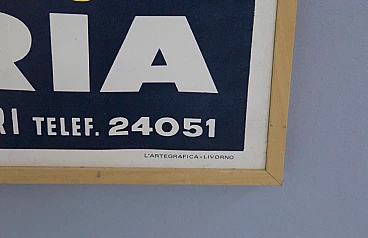 RIA
RI TELEF. 24051
L'ARTEGRAFICA-LIVORNO